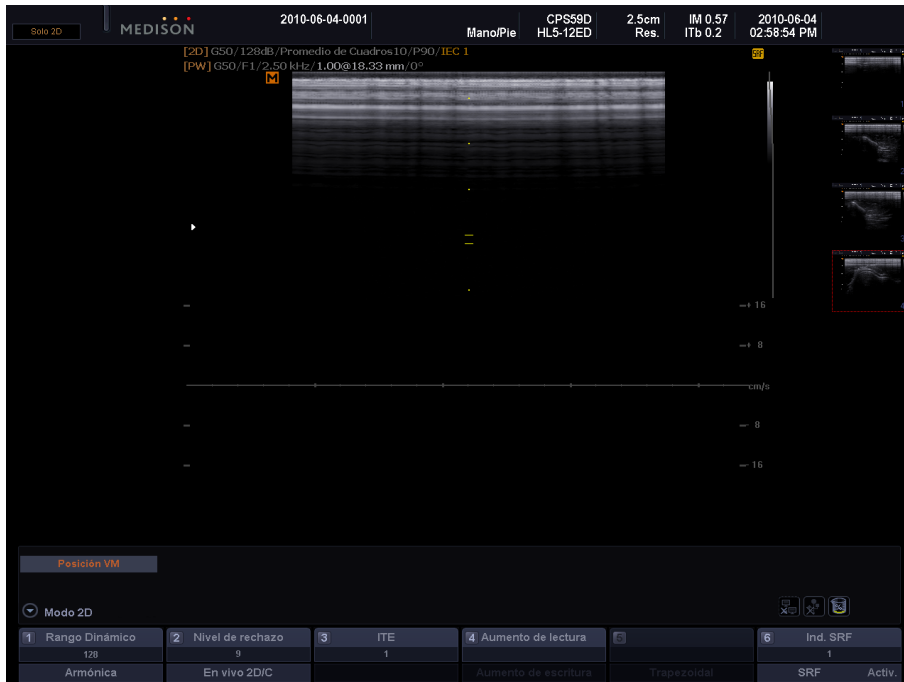 Solo 2D
MEDISON
2010-06-04-0001
Mano/Pie
CPS59D
HL5-12ED
2.5cm
Res.
IM 0.57
ITb 0.2
2010-06-04
02:58:54 PM
[2D] G50/128dB/Promedio de Cuadros10/P90/IEC 1
[PW] G50/F1/2.50 kHz/1.00@18.33 mm/0°
M
SRF
+ 16
+ 8
cm/s
- 8
- 16
Posición VM
Modo 2D
1 Rango Dinámico
128
2 Nivel de rechazo
9
3 ITE
1
4 Aumento de lectura
5
6 Ind. SRF
1
Armónica
En vivo 2D/C
Aumento de escritura
Trapezoidal
SRF Activ.